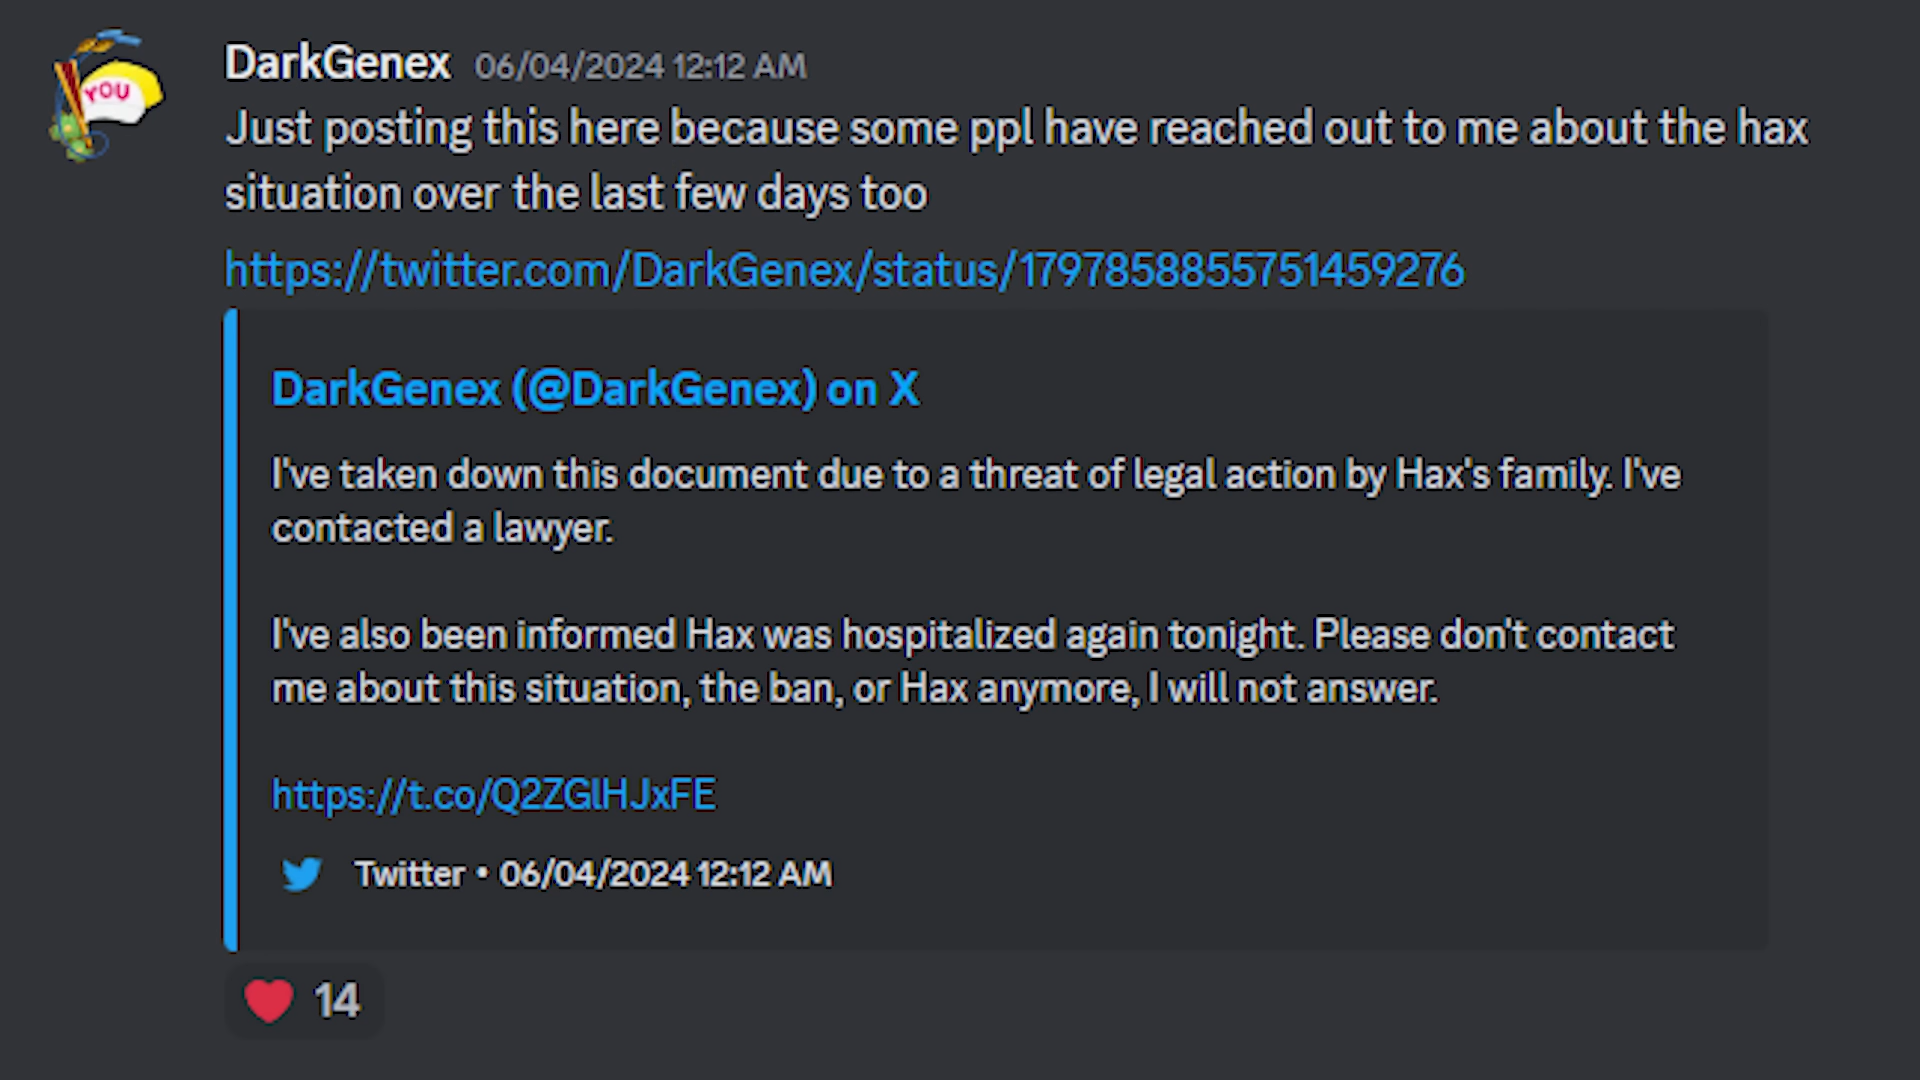 DarkGenex 06/04/2024 12:12 AM
YOU
Just posting this here because some ppl have reached out to me about the hax
situation over the last few days too
https://twitter.com/DarkGenex/status/1797858855751459276
DarkGenex (@DarkGenex) on X
I've taken down this document due to a threat of legal action by Hax's family. I've
contacted a lawyer.
I've also been informed Hax was hospitalized again tonight. Please don't contact
me about this situation, the ban, or Hax anymore, I will not answer.
https://t.co/Q2ZGlHJxFE
Twitter • 06/04/2024 12:12 AM
14